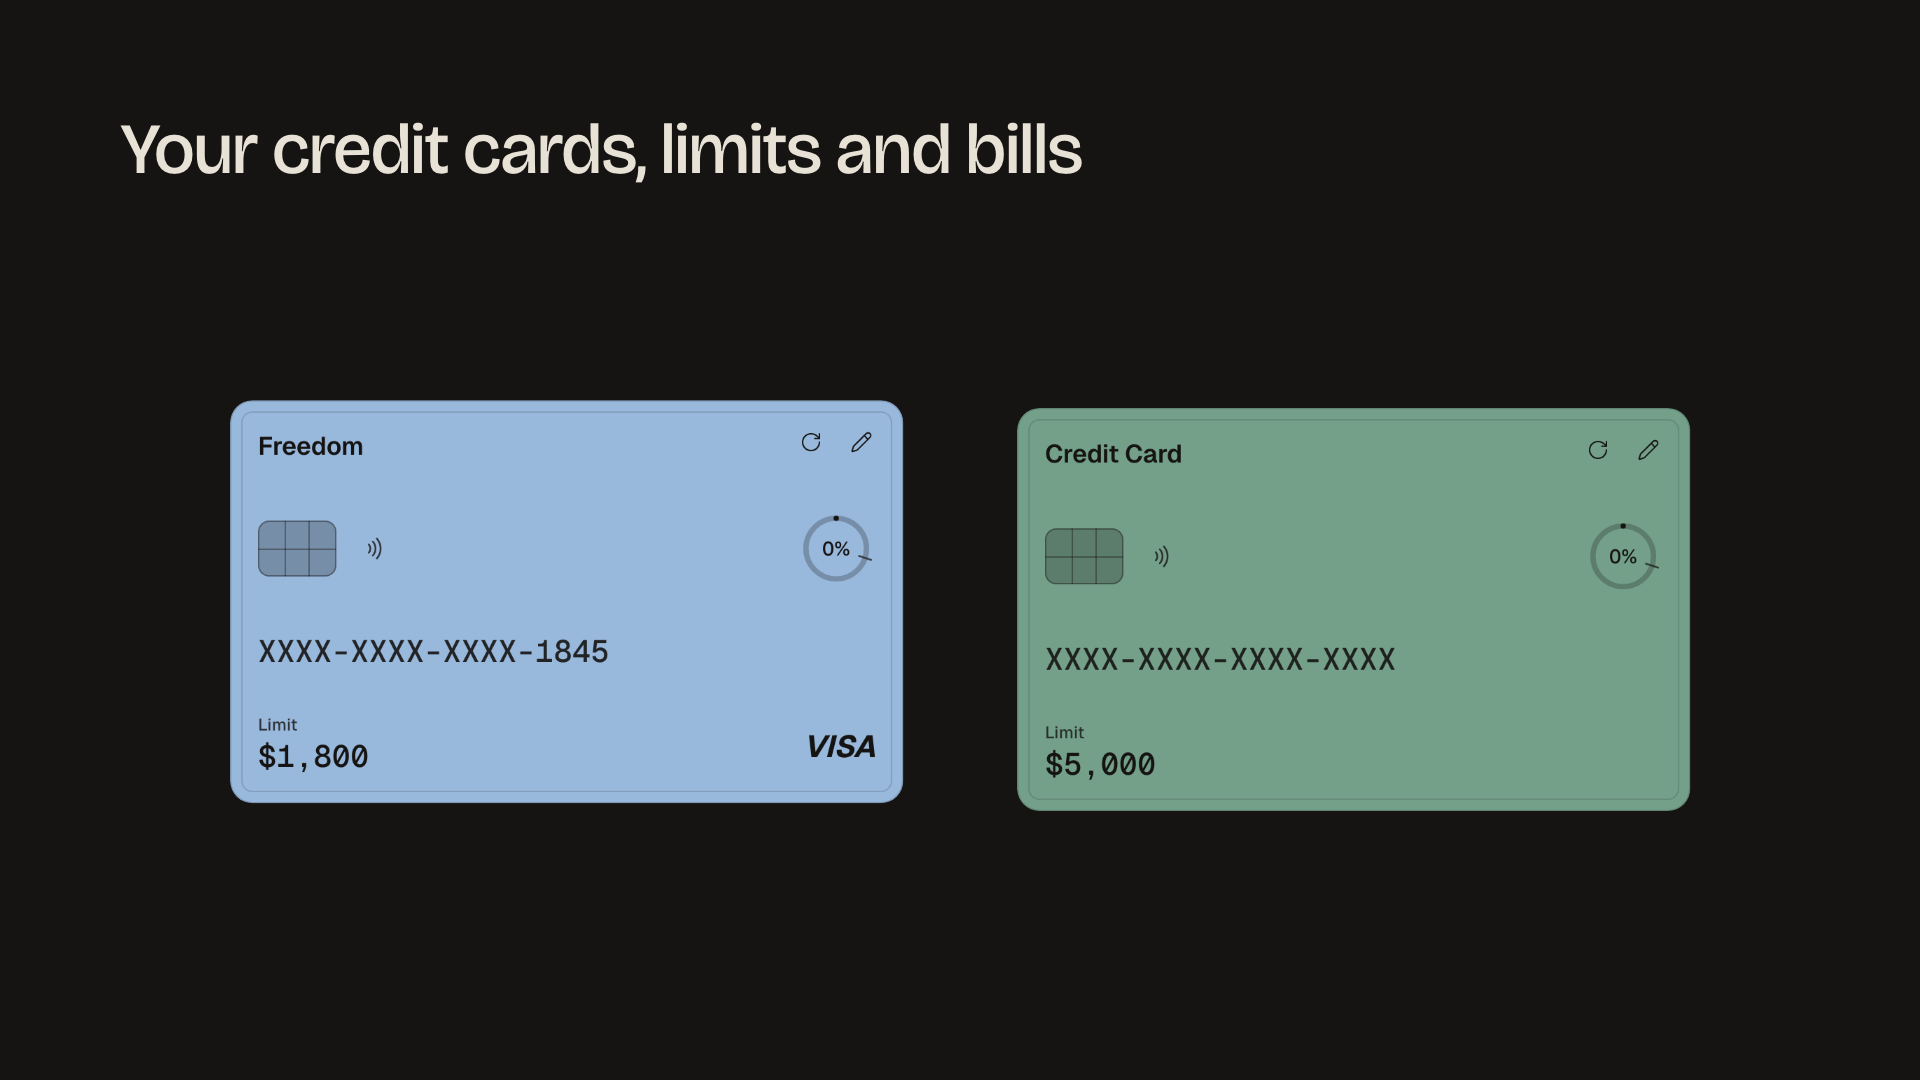 Your credit cards, limits and bills
Freedom
0%
XXXX-XXXX-XXXX-1845
Limit
$1,800
VISA
Credit Card
0%
XXXX-XXXX-XXXX-XXXX
Limit
$5,000